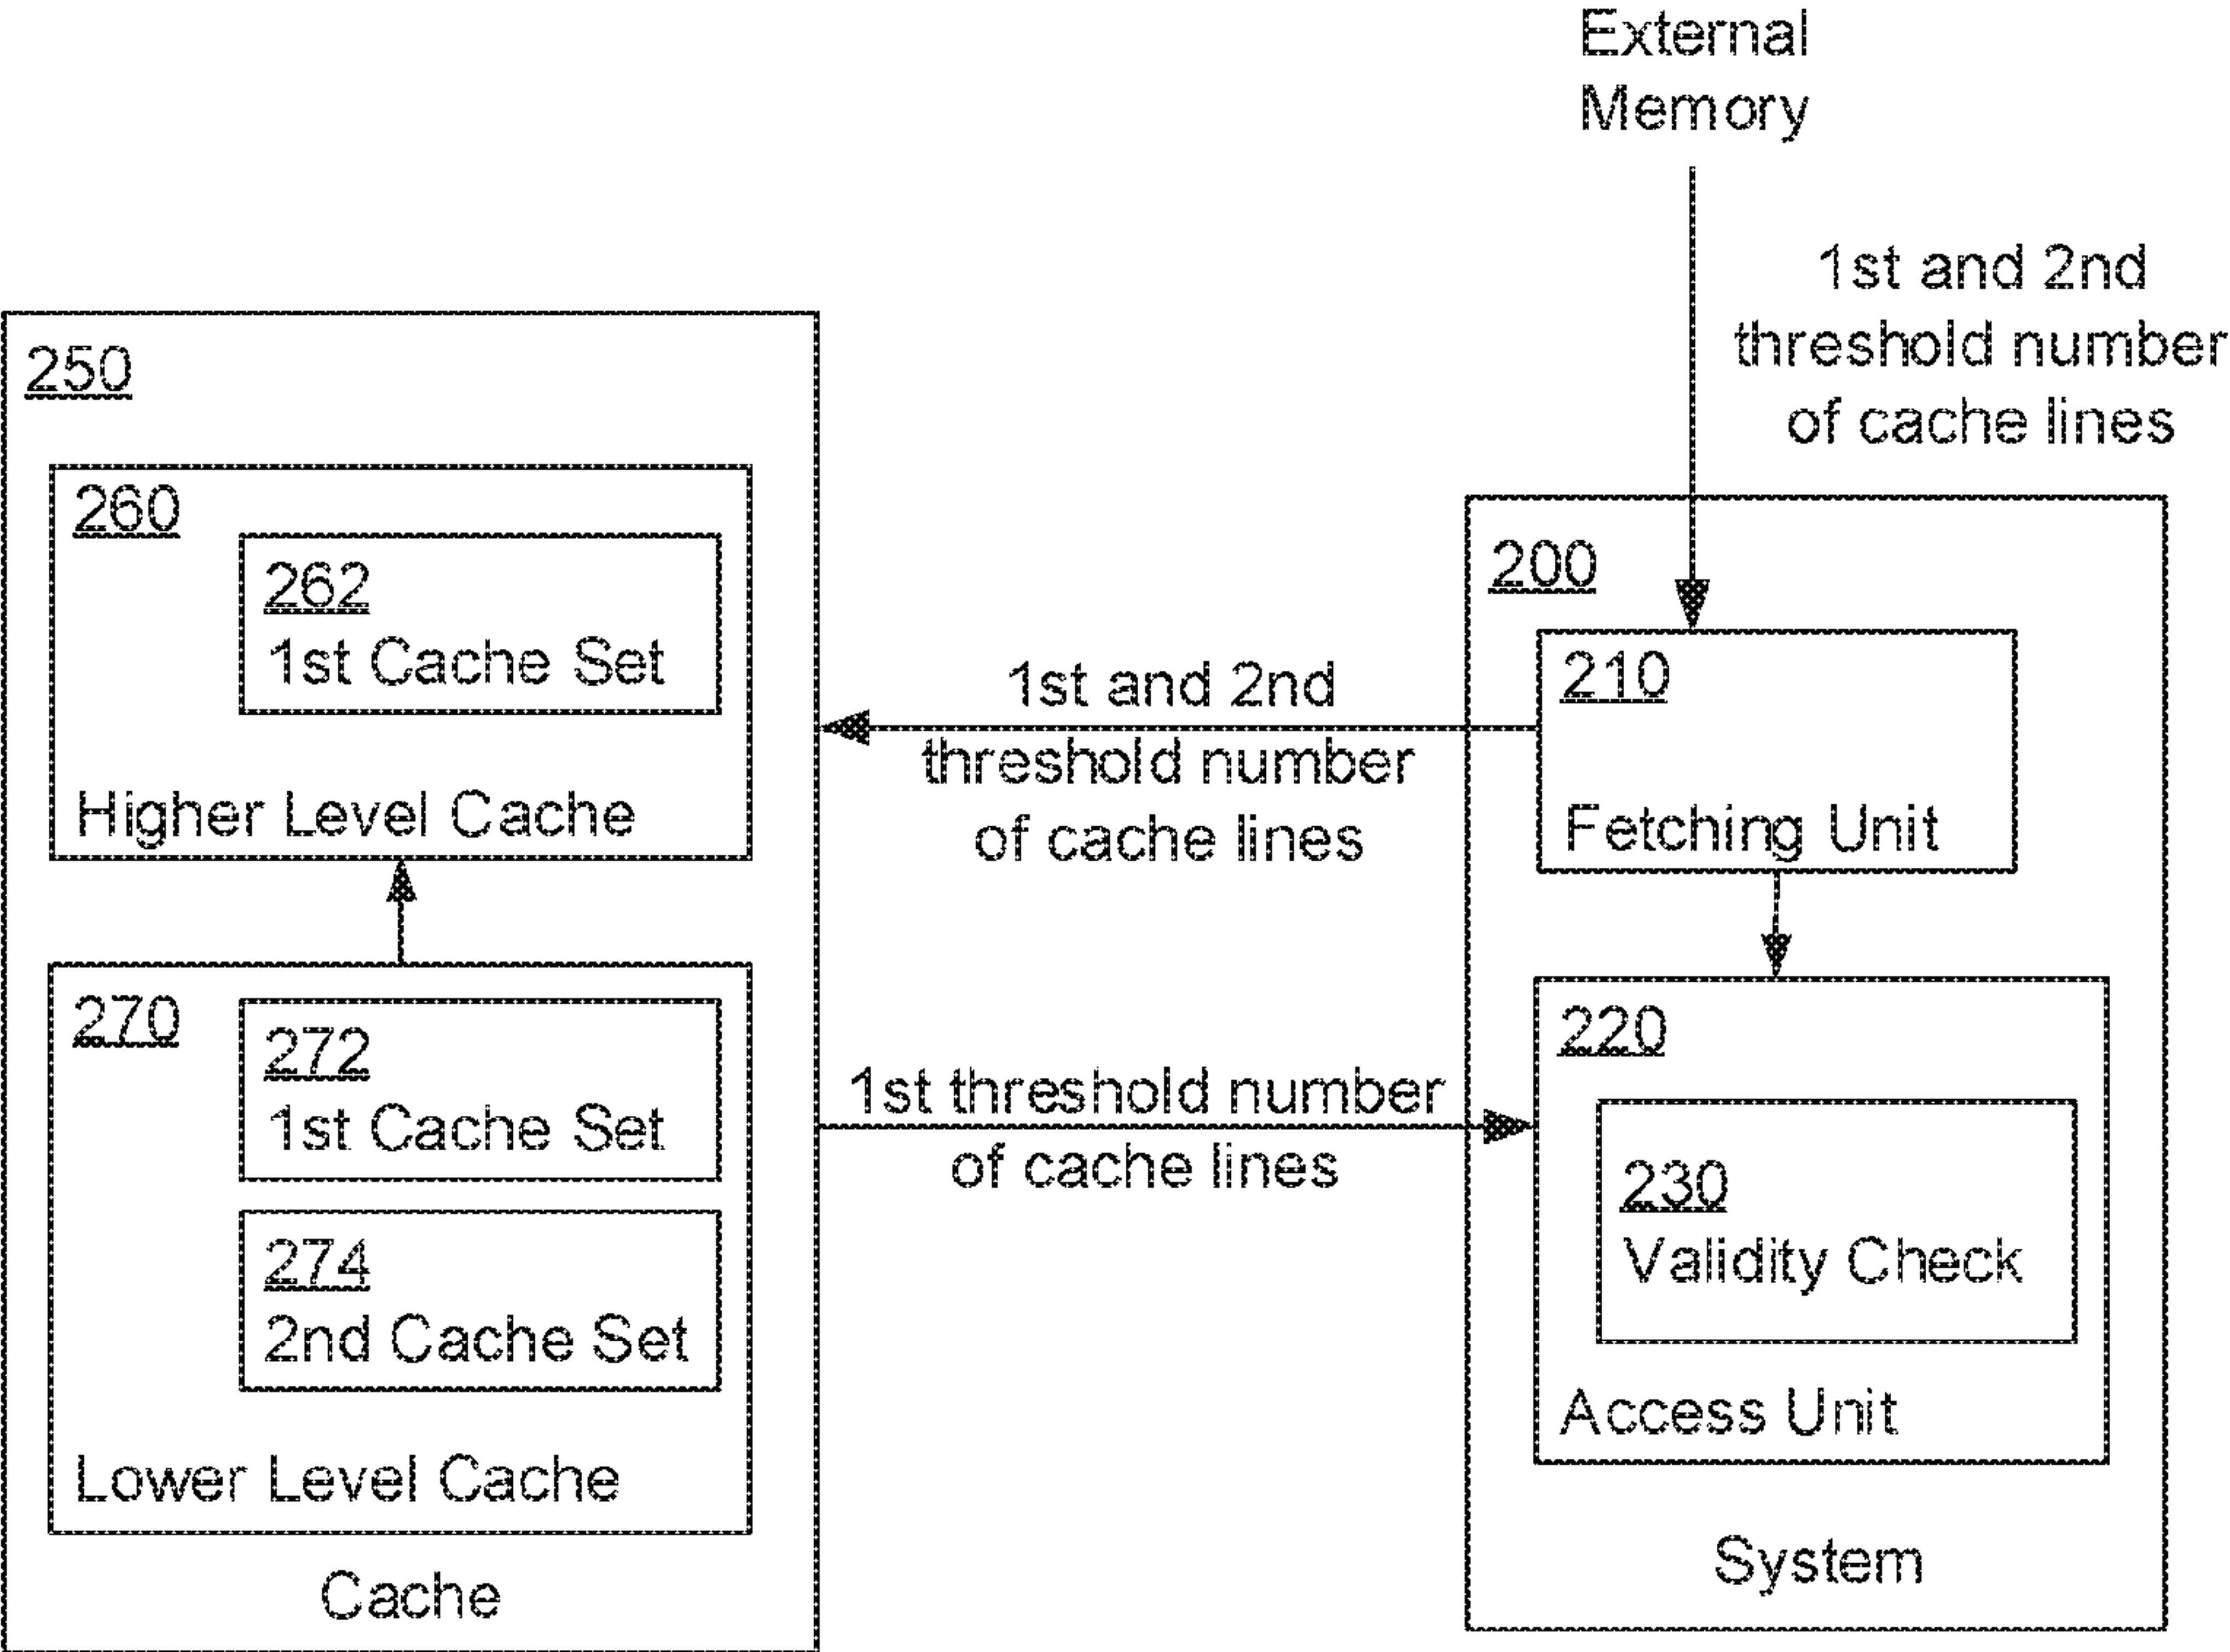 External
Memory
1st and 2nd
threshold number
of cache lines
250
260
262
1st Cache Set
Higher Level Cache
270
272
1st Cache Set
274
2nd Cache Set
Lower Level Cache
Cache
1st and 2nd
threshold number
of cache lines
1st threshold number
of cache lines
200
210
Fetching Unit
220
230
Validity Check
Access Unit
System